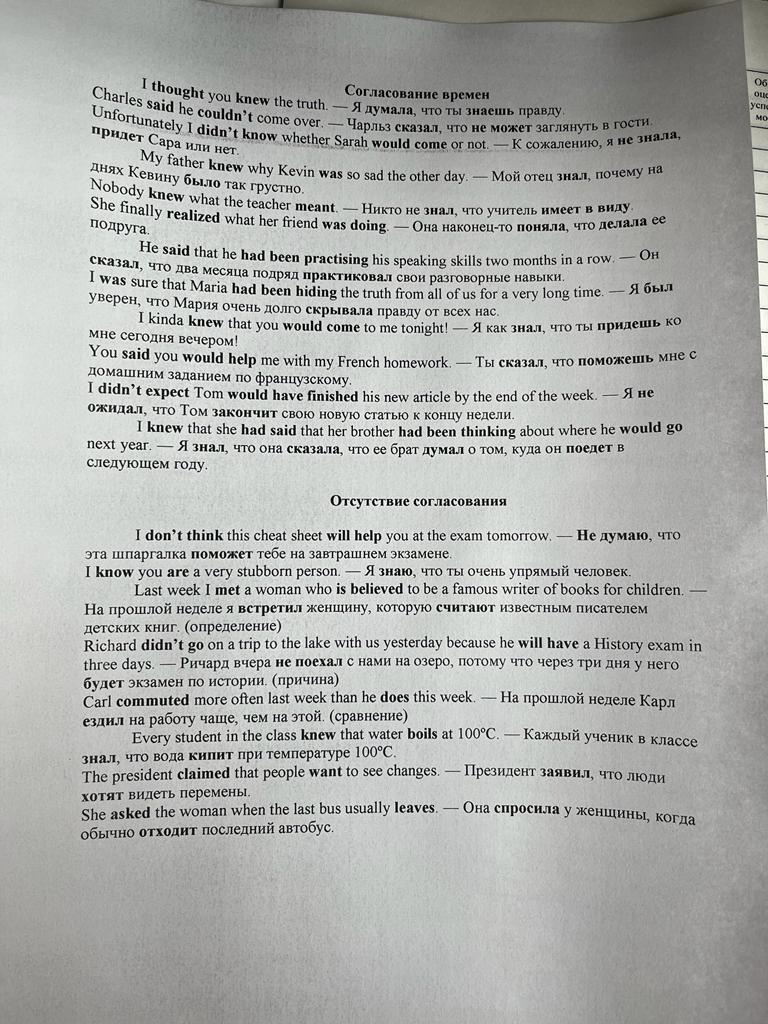 Согласование времен
I thought you knew the truth. — Я думала, что ты знаешь правду.
Charles said he couldn't come over. — Чарльз сказал, что не может заглянуть в гости.
Unfortunately I didn't know whether Sarah would come or not. — К сожалению, я не знала,
придет Сара или нет.
My father knew why Kevin was so sad the other day. — Мой отец знал, почему на
днях Кевину было так грустно.
Nobody knew what the teacher meant. — Никто не знал, что учитель имеет в виду.
She finally realized what her friend was doing. — Она наконец-то поняла, что делала ее
подруга.
He said that he had been practising his speaking skills two months in a row. — Он
сказал, что два месяца подряд практиковал свои разговорные навыки.
I was sure that Maria had been hiding the truth from all of us for a very long time. — Я был
уверен, что Мария очень долго скрывала правду от всех нас.
I kinda knew that you would come to me tonight! — Я как знал, что ты придешь ко
мне сегодня вечером!
You said you would help me with my French homework. — Ты сказал, что поможешь мне с
домашним заданием по французскому.
I didn't expect Tom would have finished his new article by the end of the week. — Я не
ожидал, что Том закончит свою новую статью к концу недели.
I knew that she had said that her brother had been thinking about where he would go
next year. — Я знал, что она сказала, что ее брат думал о том, куда он поедет в
следующем году.
Отсутствие согласования
I don't think this cheat sheet will help you at the exam tomorrow. — Не думаю, что
эта шпаргалка поможет тебе на завтрашнем экзамене.
I know you are a very stubborn person. — Я знаю, что ты очень упрямый человек.
Last week I met a woman who is believed to be a famous writer of books for children. —
На прошлой неделе я встретил женщину, которую считают известным писателем
детских книг. (определение)
Richard didn't go on a trip to the lake with us yesterday because he will have a History exam in
three days. — Ричард вчера не поехал с нами на озеро, потому что через три дня у него
будет экзамен по истории. (причина)
Carl commuted more often last week than he does this week. — На прошлой неделе Карл
ездил на работу чаще, чем на этой. (сравнение)
Every student in the class knew that water boils at 100°C. — Каждый ученик в классе
знал, что вода кипит при температуре 100°C.
The president claimed that people want to see changes. — Президент заявил, что люди
хотят видеть перемены.
She asked the woman when the last bus usually leaves. — Она спросила у женщины, когда
обычно отходит последний автобус.